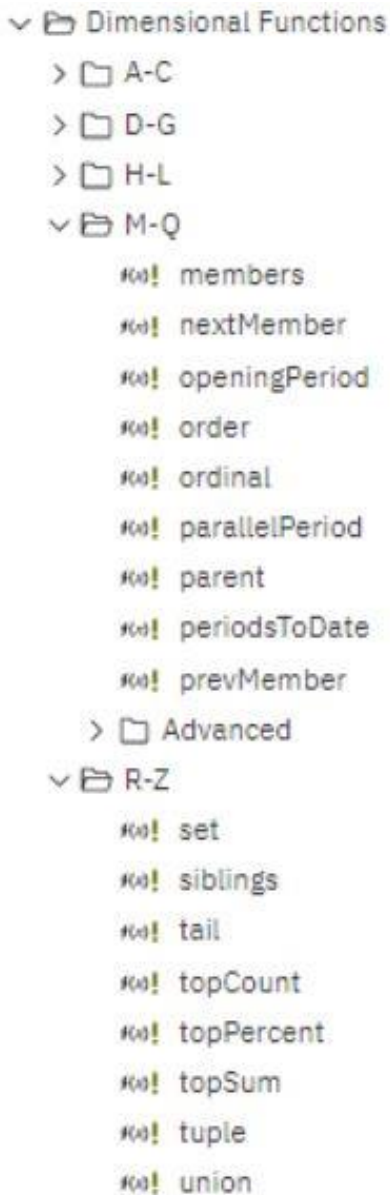 Dimensional Functions
A-C
D-G
H-L
M-Q
f(x)! members
f(x)! nextMember
f(x)! openingPeriod
f(x)! order
f(x)! ordinal
f(x)! parallelPeriod
f(x)! parent
f(x)! periodsToDate
f(x)! prevMember
Advanced
R-Z
f(x)! set
f(x)! siblings
f(x)! tail
f(x)! topCount
f(x)! topPercent
f(x)! topSum
f(x)! tuple
f(x)! union